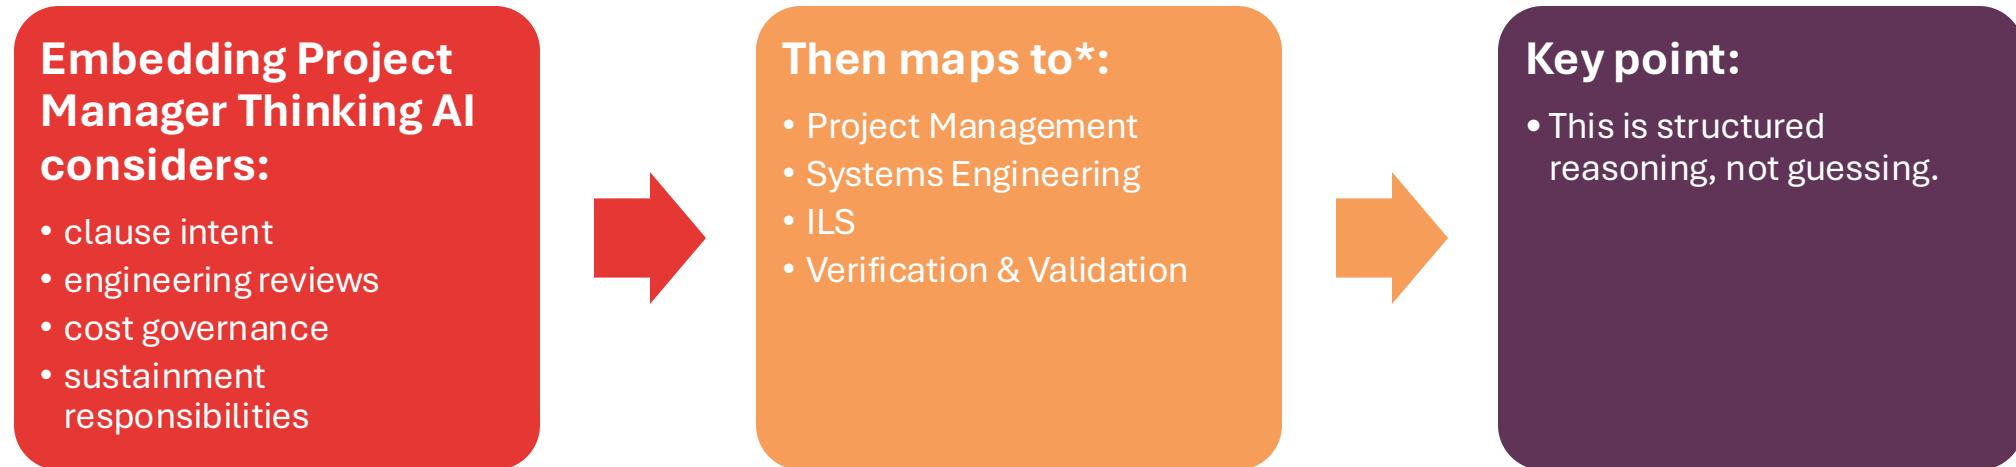 Embedding Project
Manager Thinking AI
considers:
• clause intent
• engineering reviews
• cost governance
• sustainment
responsibilities
Then maps to*:
• Project Management
• Systems Engineering
• ILS
• Verification & Validation
Key point:
• This is structured
reasoning, not guessing.